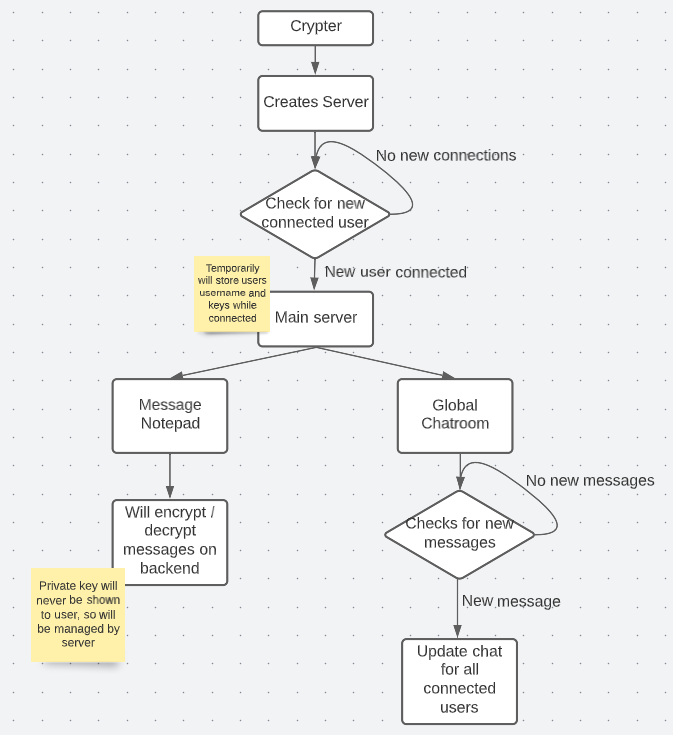 Crypter
Creates Server
No new connections
Check for new
connected user
New user connected
Temporarily
will store users
username and
keys while
connected
Main server
Message
Notepad
Global
Chatroom
No new messages
Will encrypt /
decrypt
messages on
backend
Checks for new
messages
Private key will
never be shown
to user, so will
be managed by
server
New message
Update chat
for all
connected
users